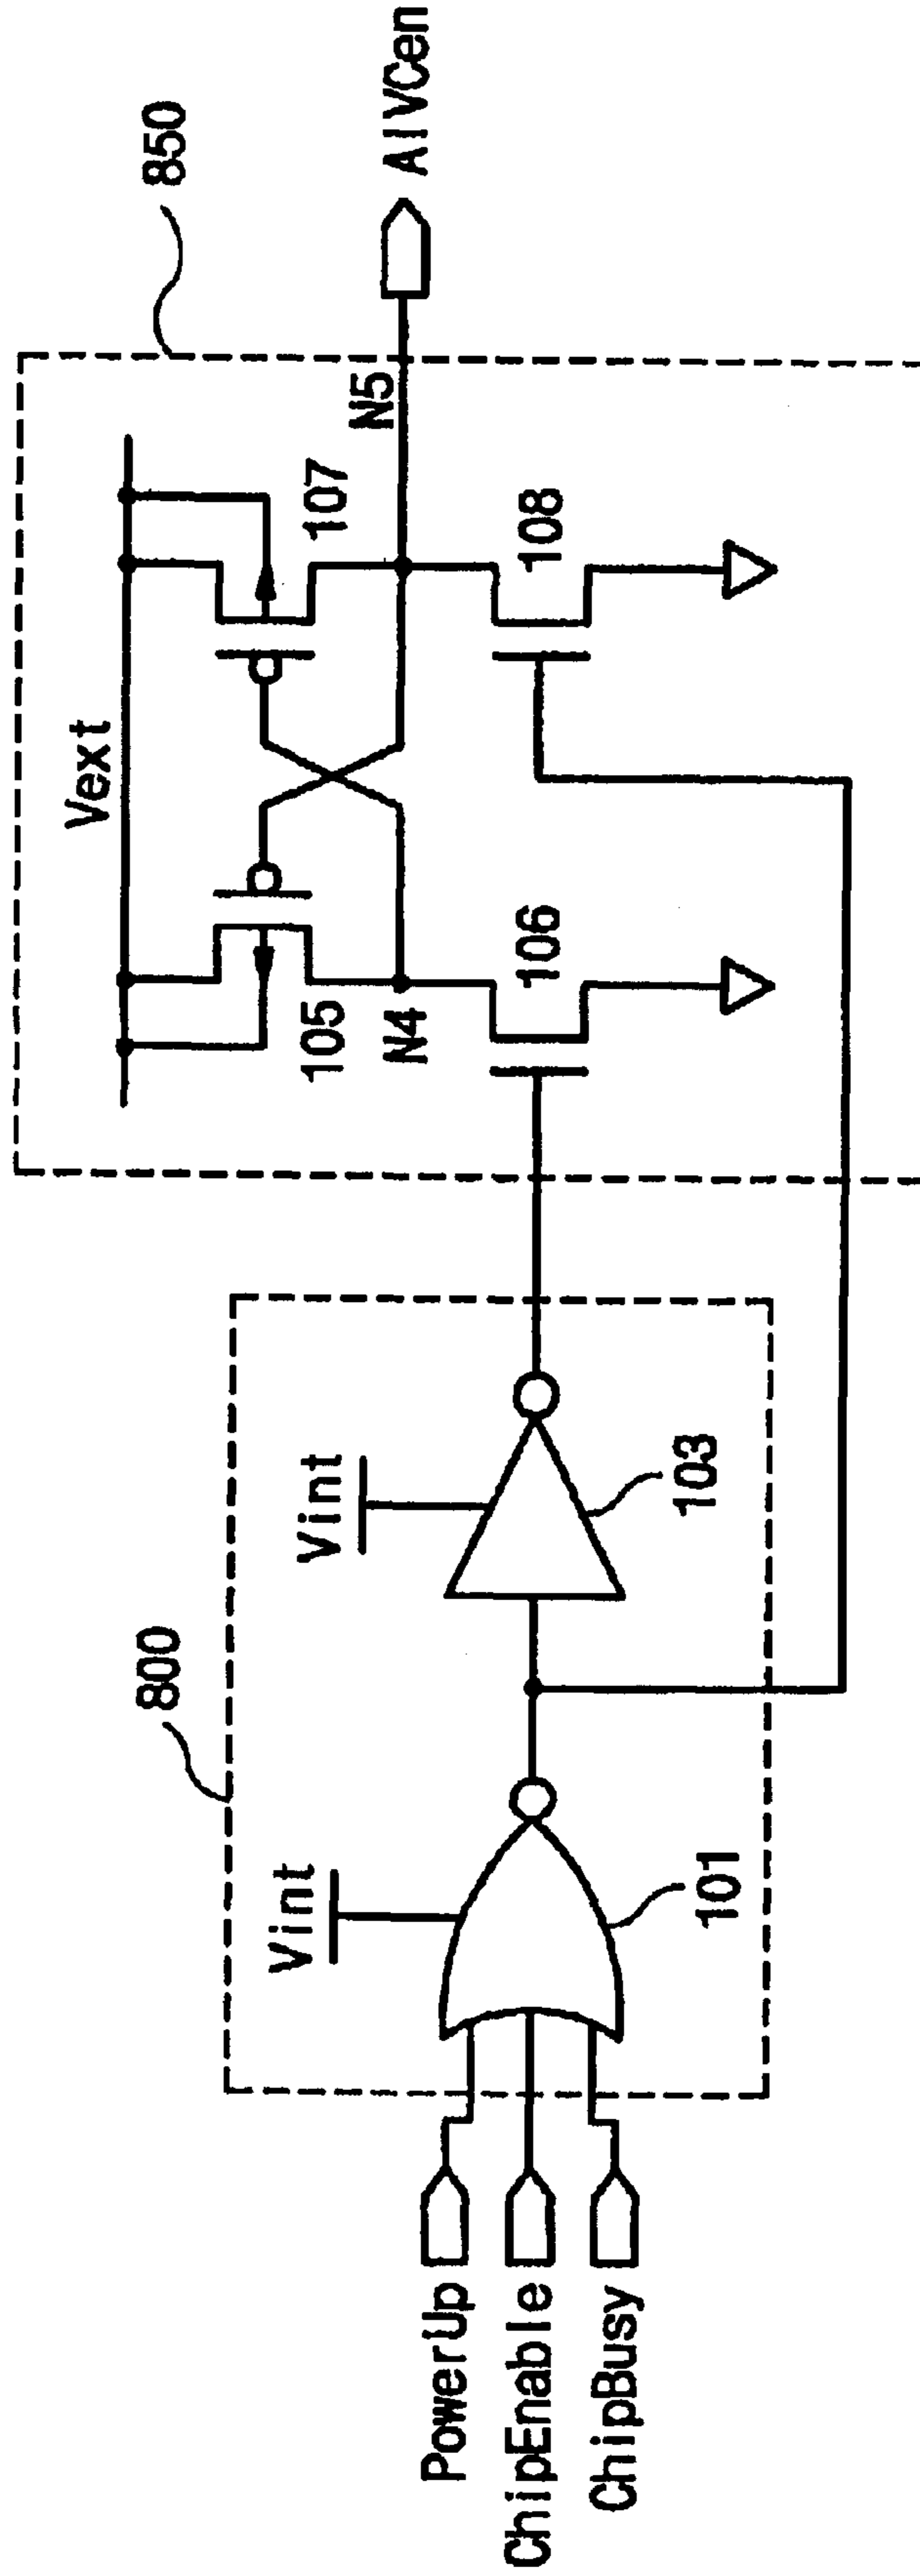 850
Vext
107
105
N5
AIVCen
N4
106
108
800
Vint
Vint
103
101
PowerUp
ChipEnable
ChipBusy